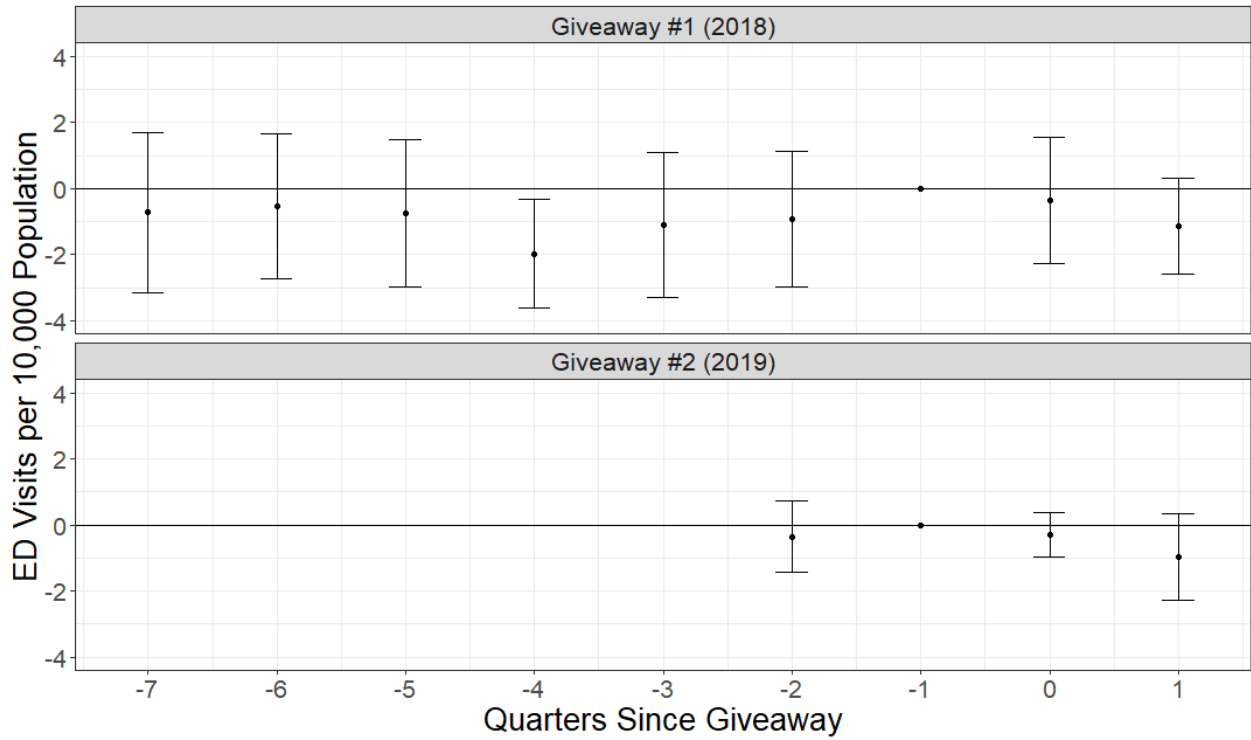 Giveaway #1 (2018)
4
2
0
-2
-4
Giveaway #2 (2019)
4
2
0
-2
-4
ED Visits per 10,000 Population
-7 -6 -5 -4 -3 -2 -1 0 1
Quarters Since Giveaway